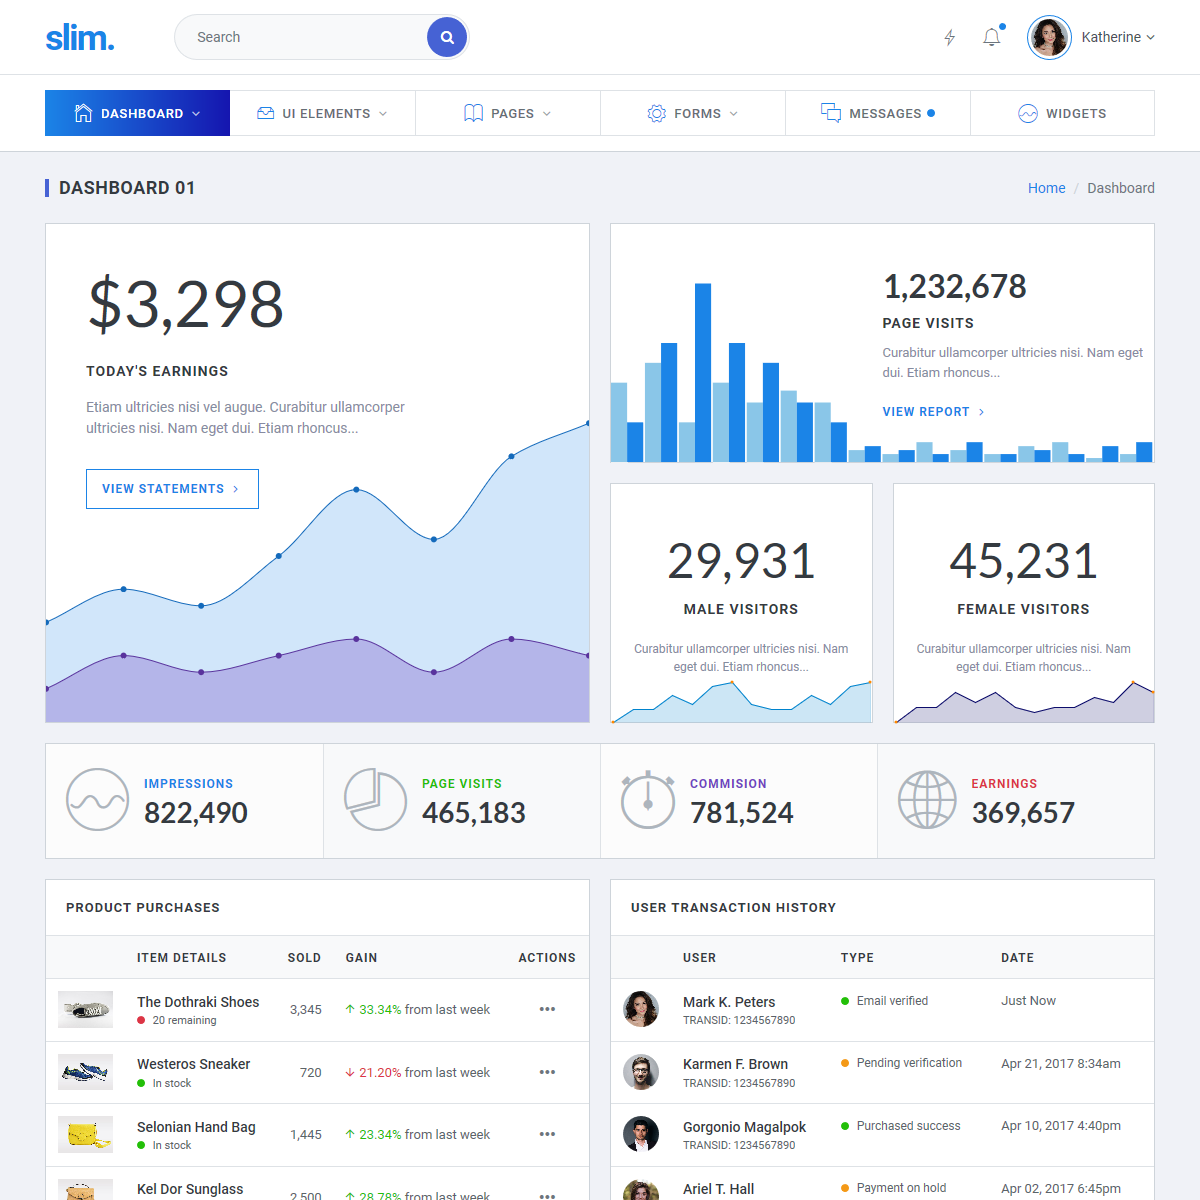 slim.
Search
Katherine
DASHBOARD
UI ELEMENTS
PAGES
FORMS
MESSAGES
WIDGETS
DASHBOARD 01
Home / Dashboard
$3,298
TODAY'S EARNINGS
Etiam ultricies nisi vel augue. Curabitur ullamcorper
ultricies nisi. Nam eget dui. Etiam rhoncus...
VIEW STATEMENTS
1,232,678
PAGE VISITS
Curabitur ullamcorper ultricies nisi. Nam eget
dui. Etiam rhoncus...
VIEW REPORT
29,931
MALE VISITORS
Curabitur ullamcorper ultricies nisi. Nam
eget dui. Etiam rhoncus...
45,231
FEMALE VISITORS
Curabitur ullamcorper ultricies nisi. Nam
eget dui. Etiam rhoncus...
IMPRESSIONS
822,490
PAGE VISITS
465,183
COMMISION
781,524
EARNINGS
369,657
PRODUCT PURCHASES
ITEM DETAILS SOLD GAIN ACTIONS
The Dothraki Shoes
20 remaining
3,345
33.34% from last week
Westeros Sneaker
In stock
720
21.20% from last week
Selonian Hand Bag
In stock
1,445
23.34% from last week
Kel Dor Sunglass
2,500
28.78% from last week
USER TRANSACTION HISTORY
USER TYPE DATE
Mark K. Peters
TRANSID: 1234567890
Email verified
Just Now
Karmen F. Brown
TRANSID: 1234567890
Pending verification
Apr 21, 2017 8:34am
Gorgonio Magalpok
TRANSID: 1234567890
Purchased success
Apr 10, 2017 4:40pm
Ariel T. Hall
Payment on hold
Apr 02, 2017 6:45pm